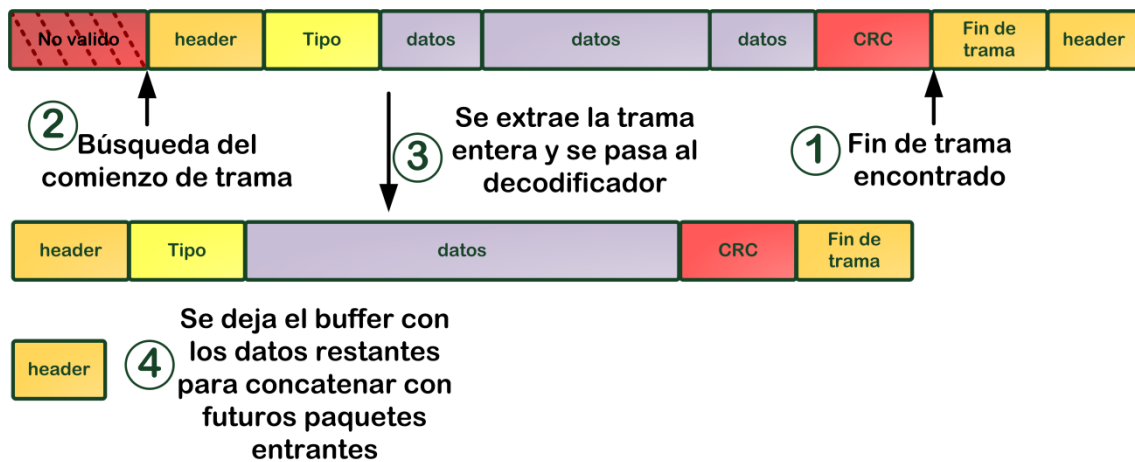 No valido header Tipo datos datos datos CRC Fin de trama header
2 Búsqueda del
comienzo de trama
3 Se extrae la trama
entera y se pasa al
decodificador
1 Fin de trama
encontrado
header Tipo datos CRC Fin de trama
header
4 Se deja el buffer con
los datos restantes
para concatenar con
futuros paquetes
entrantes